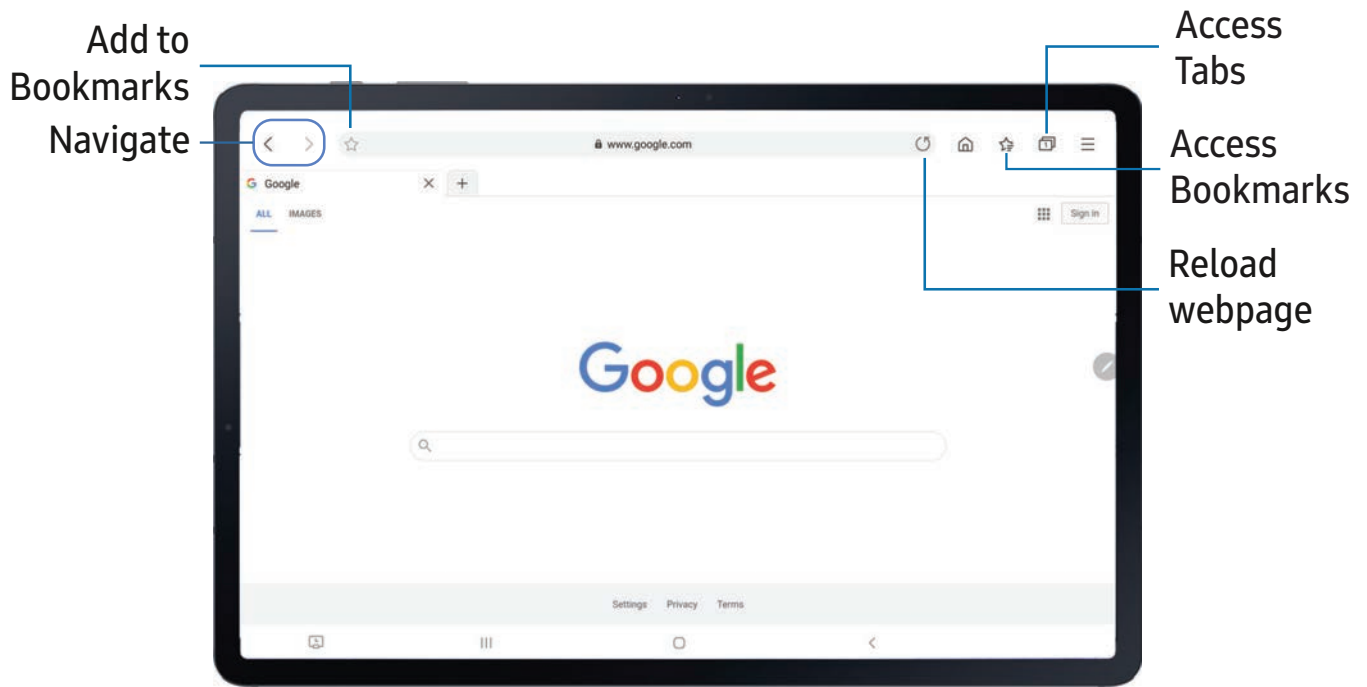 Add to
Bookmarks
Navigate
Access
Tabs
Access
Bookmarks
Reload
webpage
www.google.com
1
G Google
ALL IMAGES
Sign in
Google
Settings Privacy Terms